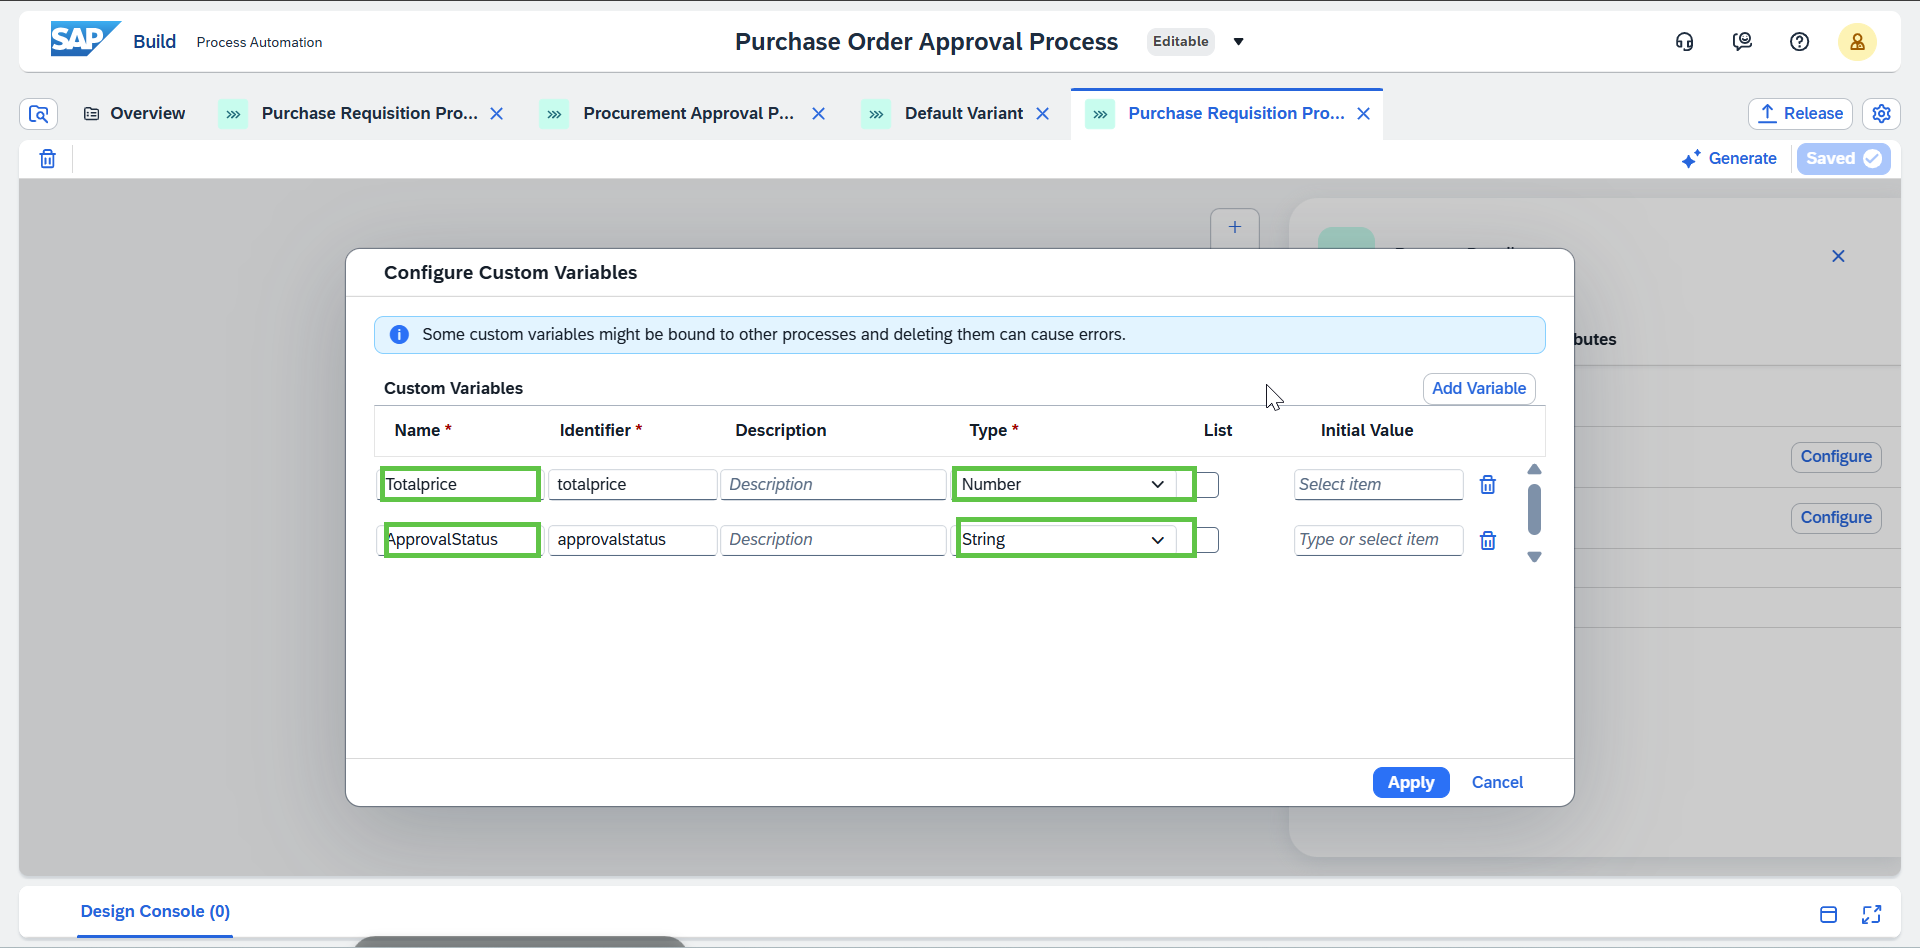 SAP Build Process Automation
Purchase Order Approval Process Editable
Overview Purchase Requisition Pro... Procurement Approval P... Default Variant Purchase Requisition Pro... Release
Generate Saved
Configure Custom Variables
Some custom variables might be bound to other processes and deleting them can cause errors.
butes
Custom Variables Add Variable
Name * Identifier * Description Type * List Initial Value
Configure
Totalprice totalprice Description Number Select item
Configure
ApprovalStatus approvalstatus Description String Type or select item
Apply Cancel
Design Console (0)